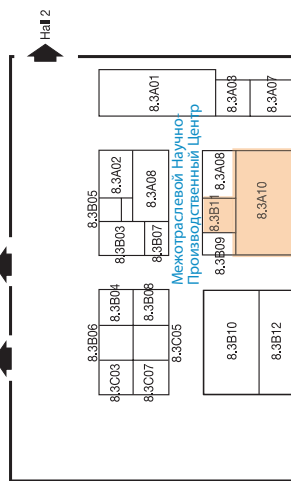 Hall 2
8.3A01
8.3A03
8.3A07
8.3B05
8.3A02
8.3A08
8.3B03
8.3B07
Межотраслевой Научно-
Производственный Центр
8.3A08
8.3B11
8.3B09
8.3A10
8.3B06
8.3B04
8.3B08
8.3C03
8.3C07
8.3C05
8.3B10
8.3B12